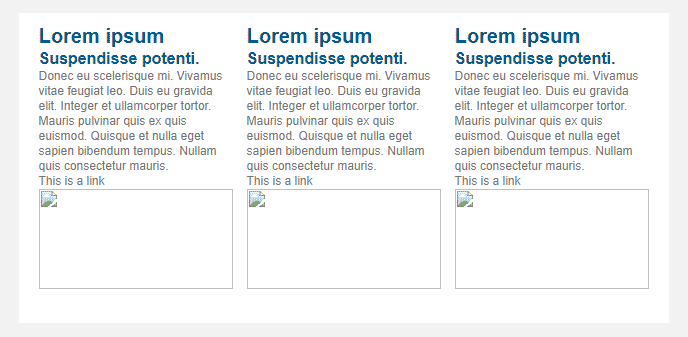 Lorem ipsum
Suspendisse potenti.
Donec eu scelerisque mi. Vivamus
vitae feugiat leo. Duis eu gravida
elit. Integer et ullamcorper tortor.
Mauris pulvinar quis ex quis
euismod. Quisque et nulla eget
sapien bibendum tempus. Nullam
quis consectetur mauris.
This is a link
Lorem ipsum
Suspendisse potenti.
Donec eu scelerisque mi. Vivamus
vitae feugiat leo. Duis eu gravida
elit. Integer et ullamcorper tortor.
Mauris pulvinar quis ex quis
euismod. Quisque et nulla eget
sapien bibendum tempus. Nullam
quis consectetur mauris.
This is a link
Lorem ipsum
Suspendisse potenti.
Donec eu scelerisque mi. Vivamus
vitae feugiat leo. Duis eu gravida
elit. Integer et ullamcorper tortor.
Mauris pulvinar quis ex quis
euismod. Quisque et nulla eget
sapien bibendum tempus. Nullam
quis consectetur mauris.
This is a link